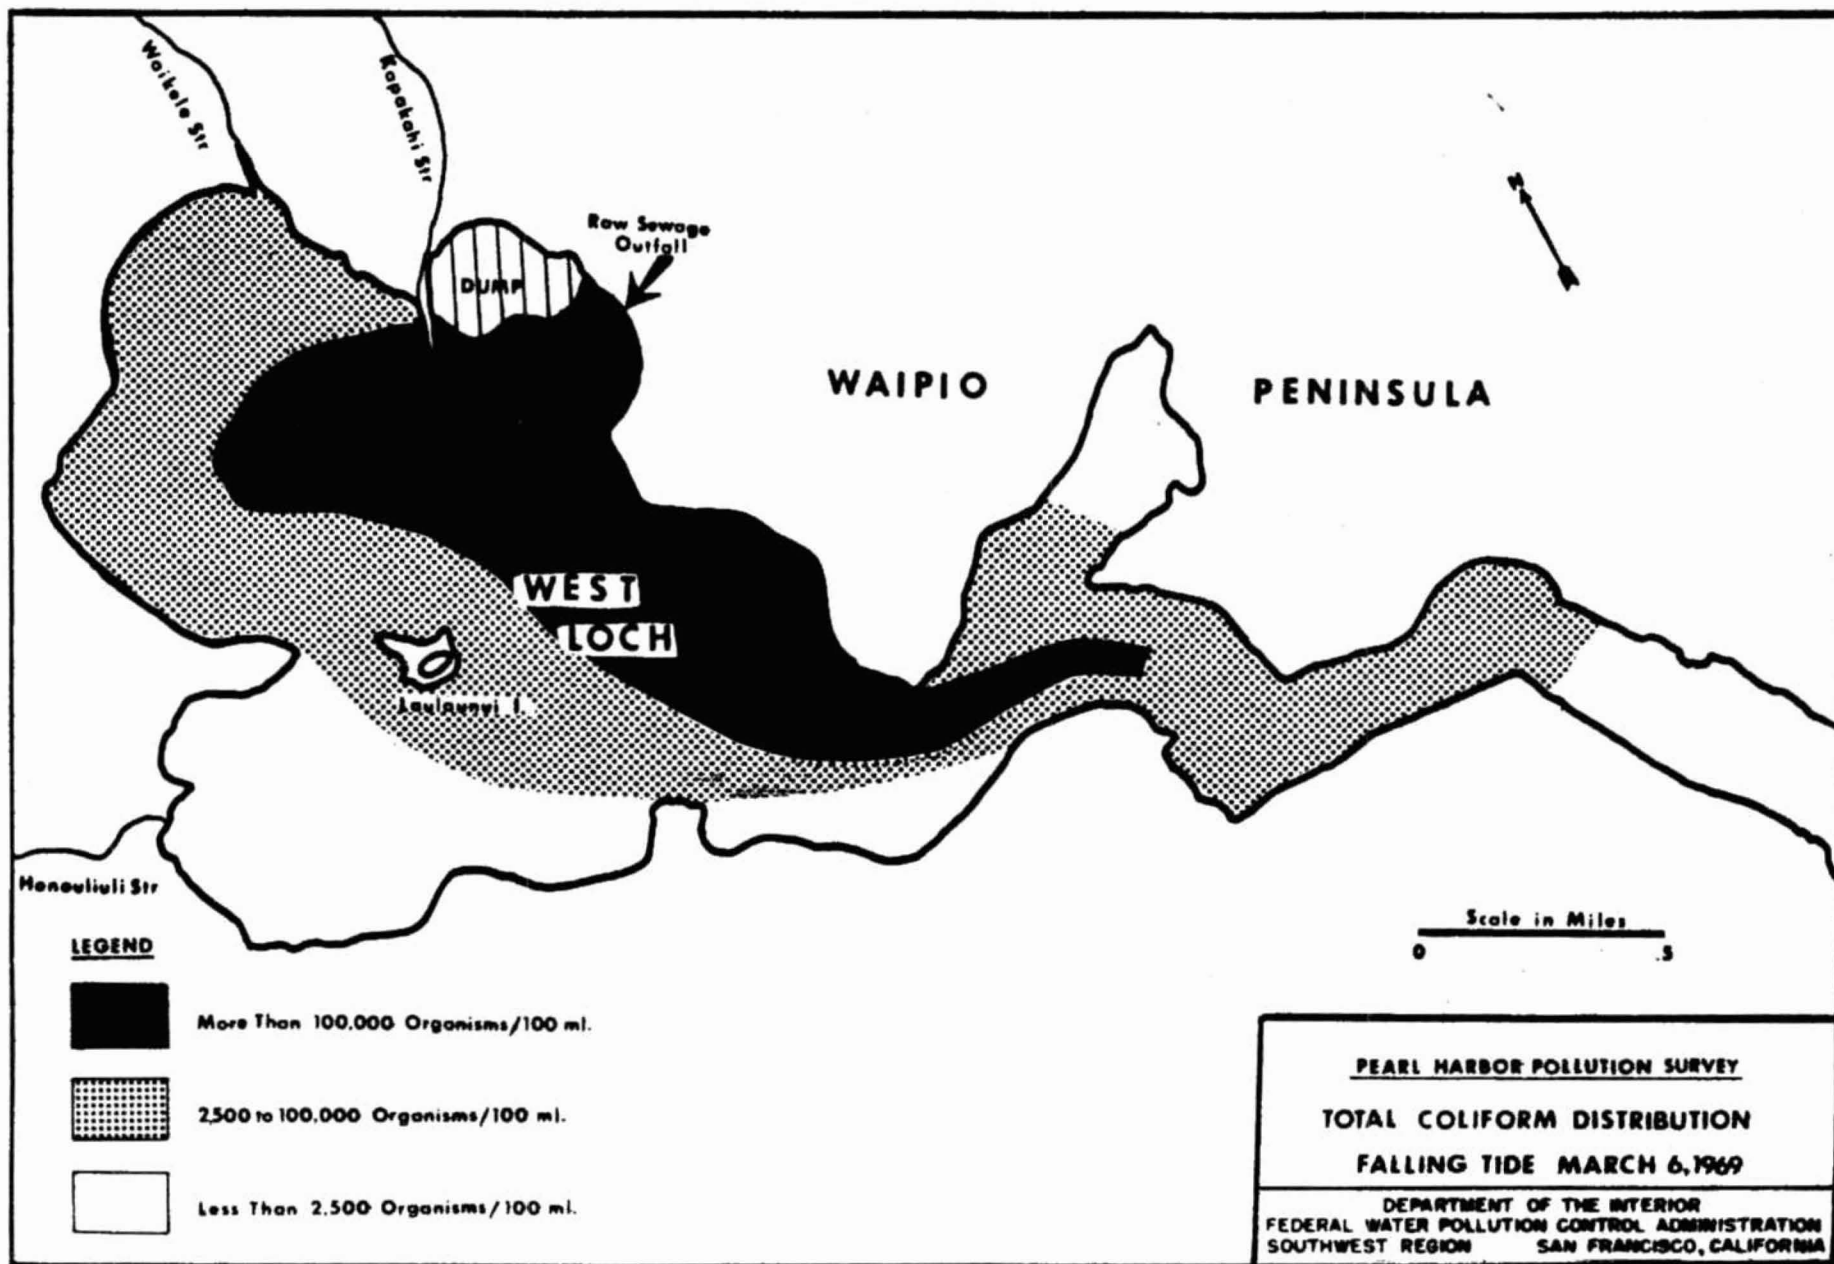 Waikele Str
Kapakahi Str
Raw Sewage
Outfall
DUMP
N
WAIPIO PENINSULA
WEST
LOCH
Laulaunui I.
Honouliuli Str
Scale in Miles
0 .5
LEGEND
More Than 100,000 Organisms/100 ml.
2,500 to 100,000 Organisms/100 ml.
Less Than 2,500 Organisms/100 ml.
PEARL HARBOR POLLUTION SURVEY
TOTAL COLIFORM DISTRIBUTION
FALLING TIDE MARCH 6, 1969
DEPARTMENT OF THE INTERIOR
FEDERAL WATER POLLUTION CONTROL ADMINISTRATION
SOUTHWEST REGION SAN FRANCISCO, CALIFORNIA